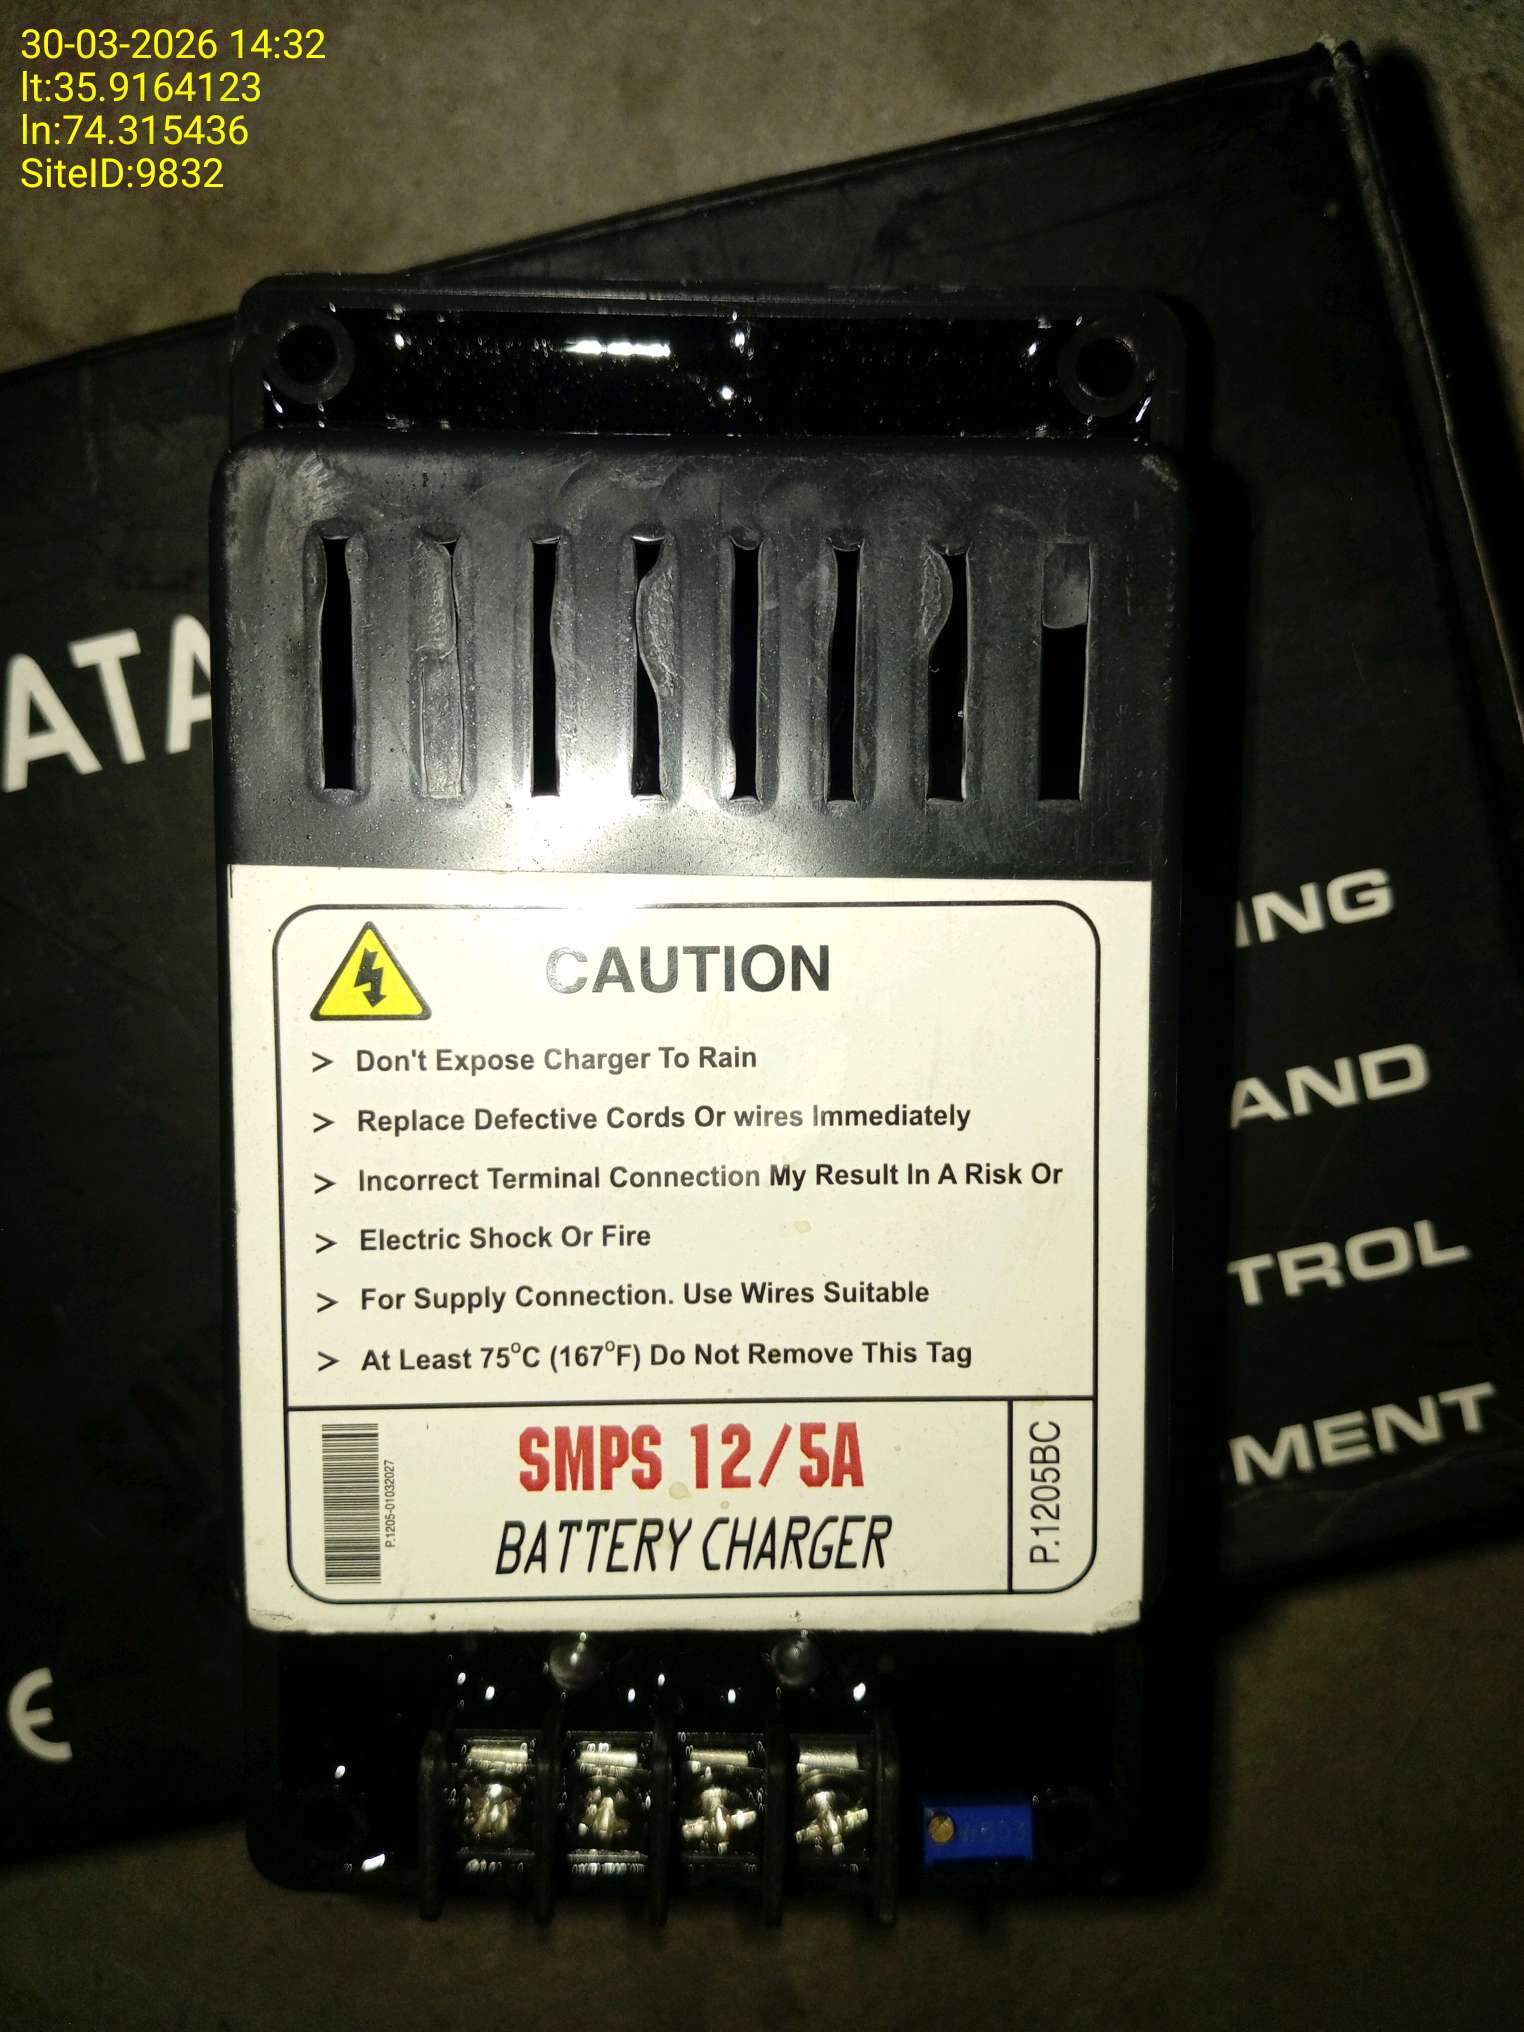 30-03-2026 14:32
lt:35.9164123
ln:74.315436
SiteID:9832
ATA
ING
AND
TROL
MENT
CE
CAUTION
> Don't Expose Charger To Rain
> Replace Defective Cords Or wires Immediately
> Incorrect Terminal Connection My Result In A Risk Or
> Electric Shock Or Fire
> For Supply Connection. Use Wires Suitable
> At Least 75°C (167°F) Do Not Remove This Tag
P.1205-01032027
SMPS 12/5A
BATTERY CHARGER
P.1205BC